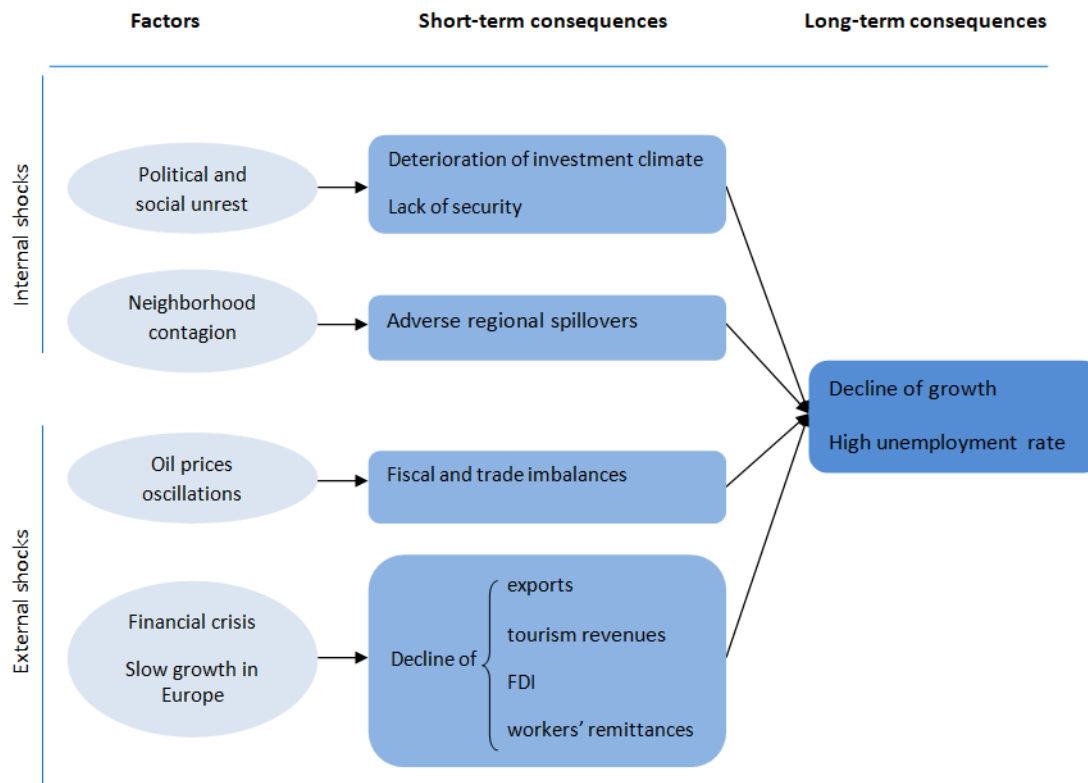 Factors
Short-term consequences
Long-term consequences
Internal shocks
Political and
social unrest
Deterioration of investment climate
Lack of security
Neighborhood
contagion
Adverse regional spillovers
Decline of growth
High unemployment rate
External shocks
Oil prices
oscillations
Fiscal and trade imbalances
Financial crisis
Slow growth in
Europe
Decline of
exports
tourism revenues
FDI
workers’ remittances